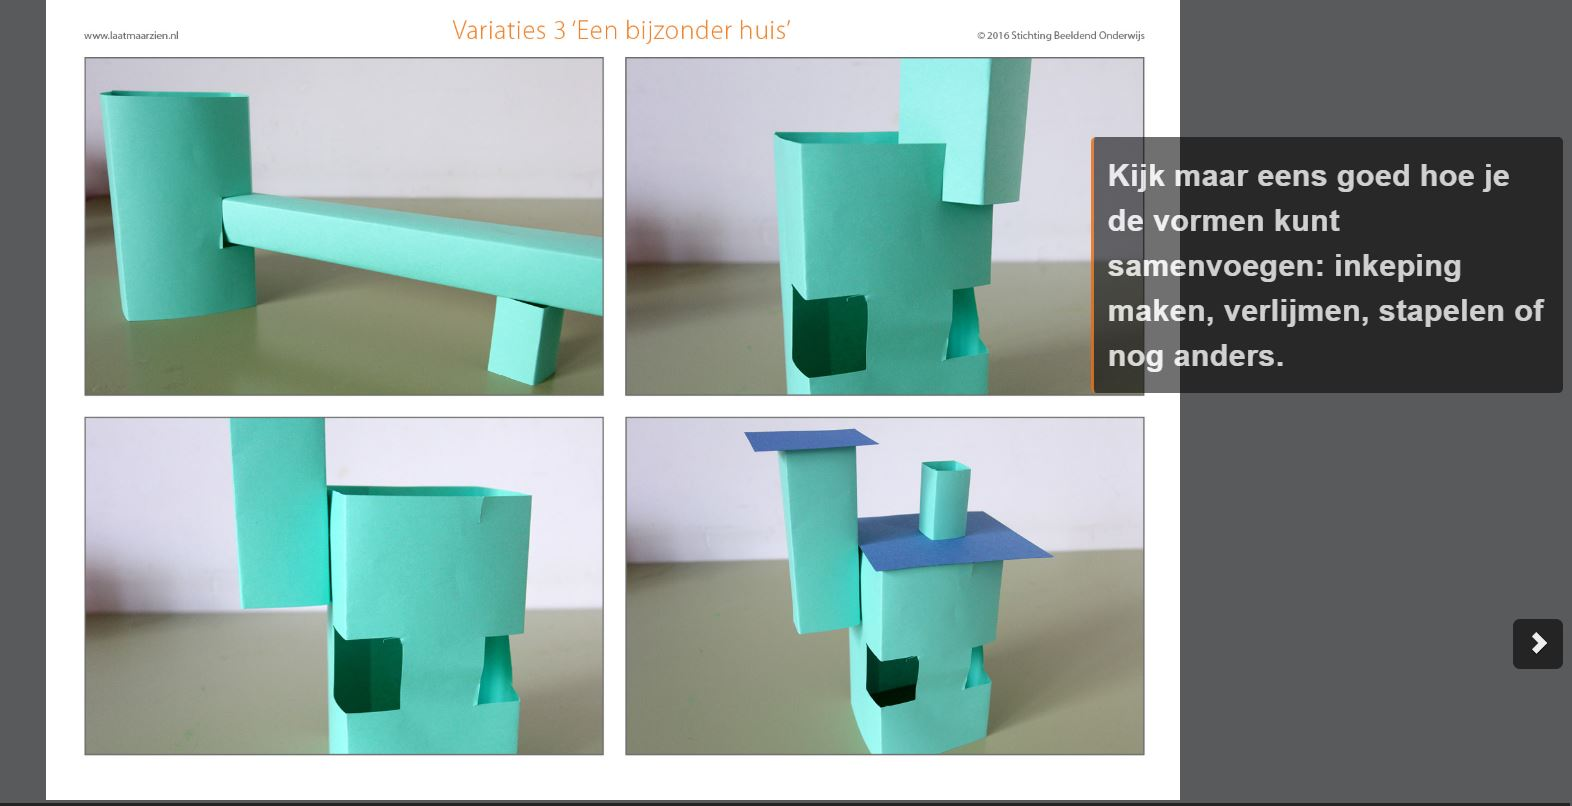 www.laatmaarzien.nl
Variaties 3 ‘Een bijzonder huis’
© 2016 Stichting Beeldend Onderwijs
Kijk maar eens goed hoe je
de vormen kunt
samenvoegen: inkeping
maken, verlijmen, stapelen of
nog anders.